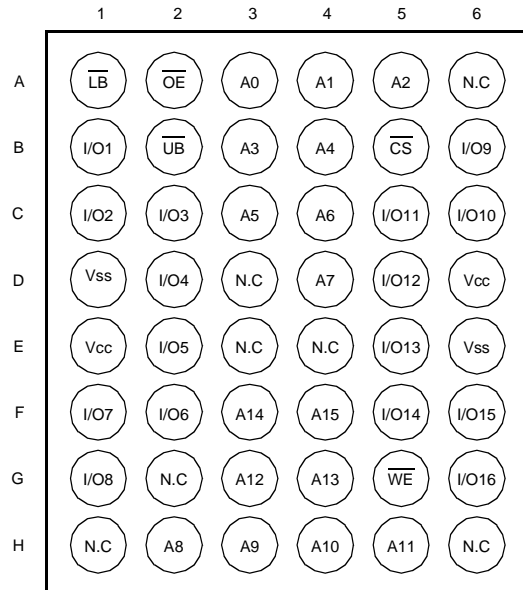 1 2 3 4 5 6
A LB OE A0 A1 A2 N.C
B I/O1 UB A3 A4 CS I/O9
C I/O2 I/O3 A5 A6 I/O11 I/O10
D Vss I/O4 N.C A7 I/O12 Vcc
E Vcc I/O5 N.C N.C I/O13 Vss
F I/O7 I/O6 A14 A15 I/O14 I/O15
G I/O8 N.C A12 A13 WE I/O16
H N.C A8 A9 A10 A11 N.C